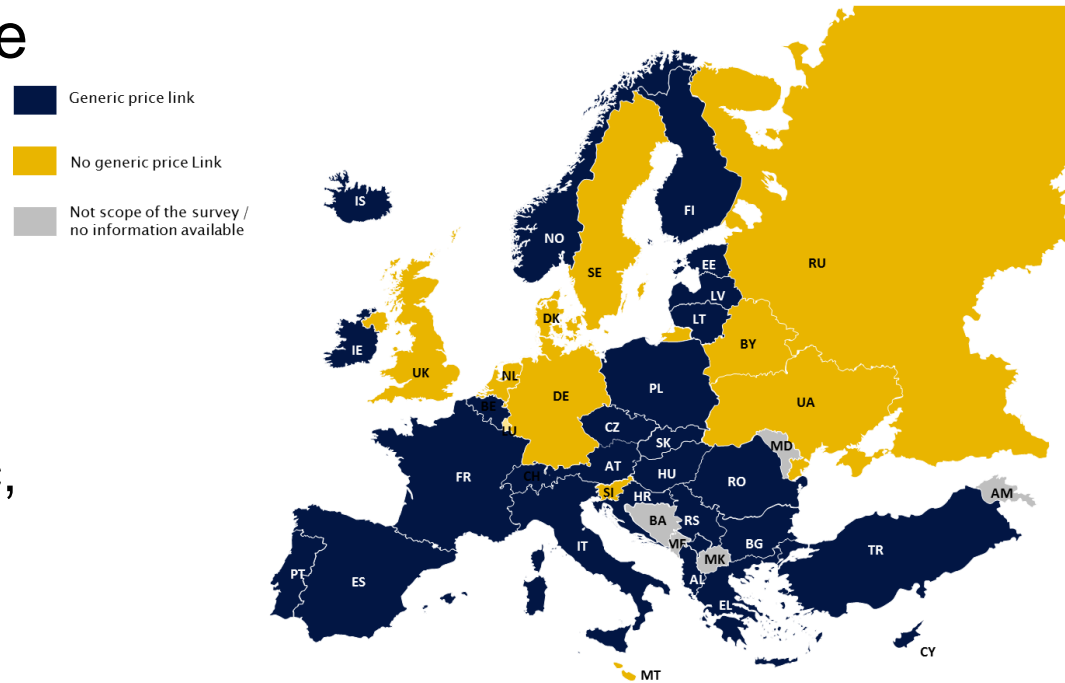 e
Generic price link
No generic price Link
Not scope of the survey /
no information available
IS
NO
FI
SE
RU
EE
LV
LT
DK
IE
UK
NL
BY
BE
DE
PL
UA
LU
CZ
SK
MD
FR
CH
AT
HU
RO
SI
HR
AM
BA
RS
IT
ME
BG
TR
MK
PT
ES
AL
EL
CY
MT
,